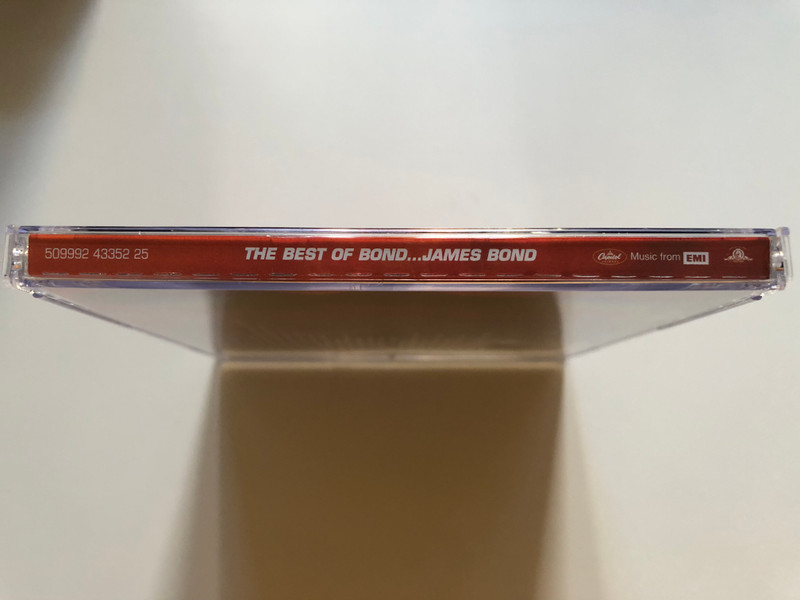 509992 43352 25 THE BEST OF BOND...JAMES BOND Capitol Music from EMI